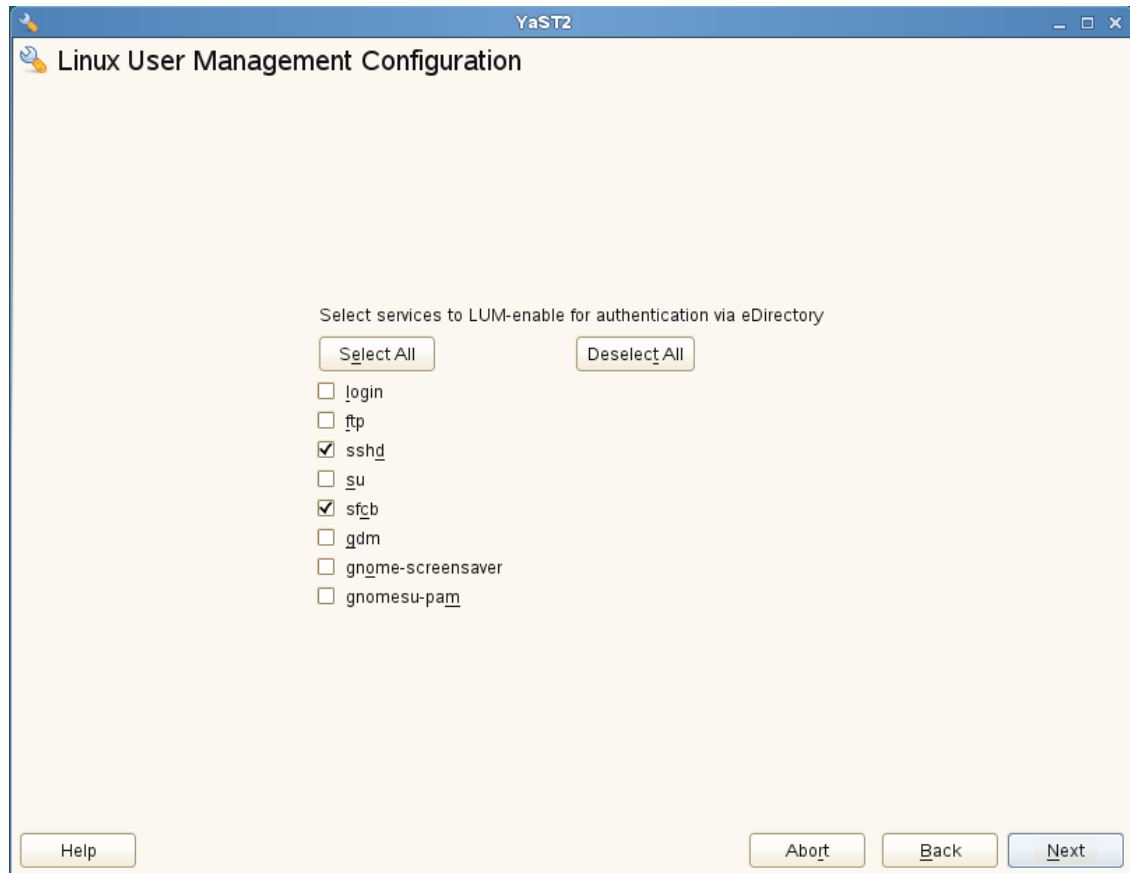 YaST2
Linux User Management Configuration
Select services to LUM-enable for authentication via eDirectory
Select All Deselect All
login
ftp
sshd
su
sfcb
gdm
gnome-screensaver
gnomesu-pam
Help Abort Back Next